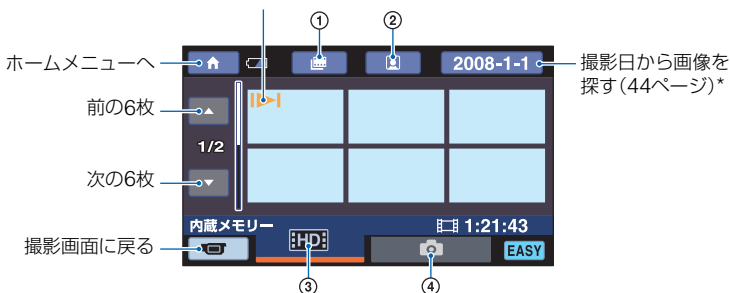 ① ②
ホームメニューへ
2008-1-1
撮影日から画像を
探す(44ページ)*
前の6枚
1/2
次の6枚
内蔵メモリー 1:21:43
撮影画面に戻る
HD
EASY
③ ④